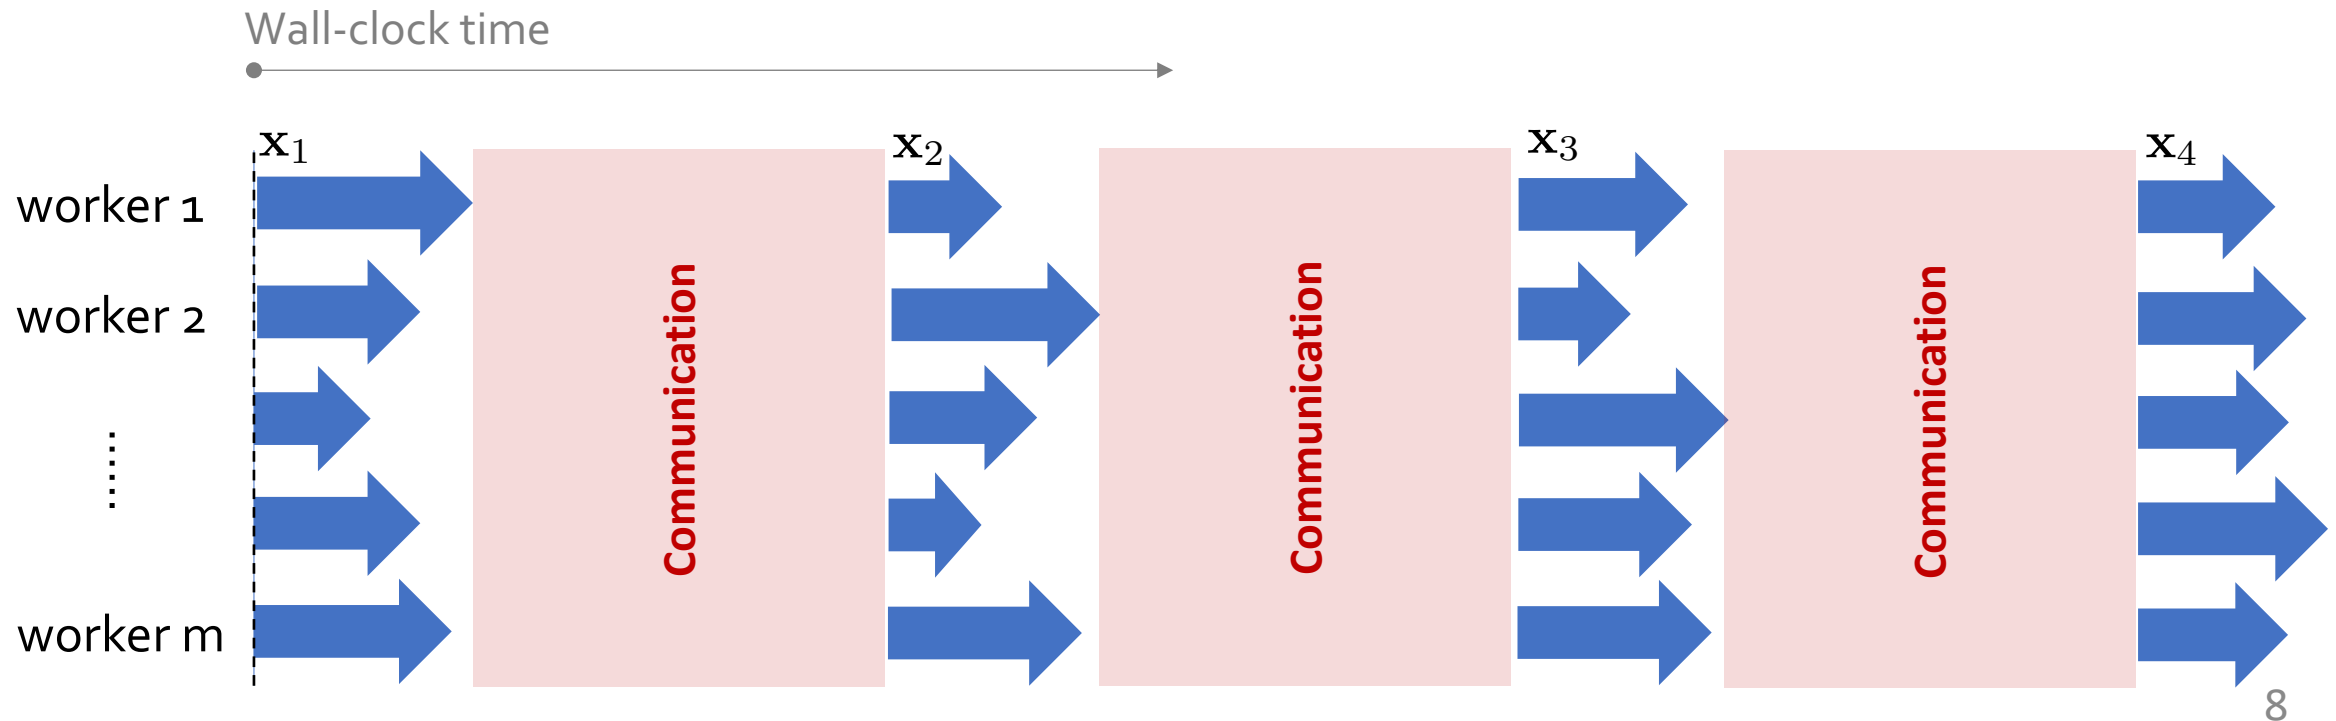 Wall-clock time
x₁
x₂
x₃
x₄
worker 1
worker 2
......
worker m
Communication
Communication
Communication
8